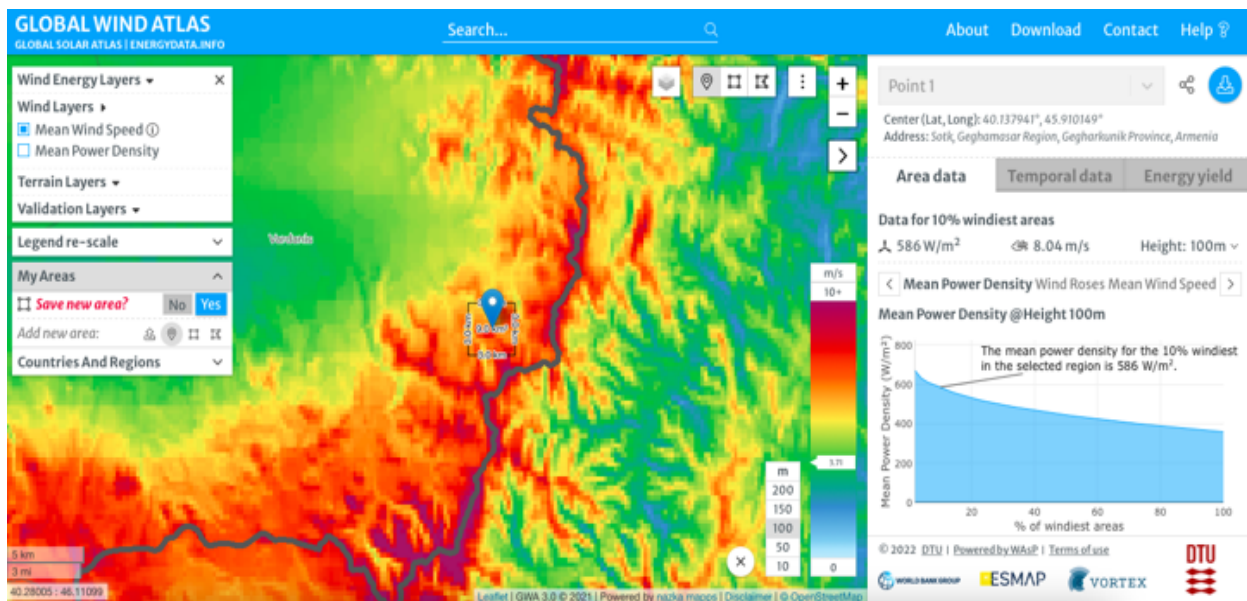 GLOBAL WIND ATLAS
GLOBAL SOLAR ATLAS | ENERGYDATA.INFO
Search...
About Download Contact Help
Wind Energy Layers
Wind Layers
Mean Wind Speed
Mean Power Density
Terrain Layers
Validation Layers
Legend re-scale
My Areas
Save new area? No Yes
Add new area:
Countries And Regions
5 km
3 mi
40.28005 : 46.11099
Vardenis
3.0 km
m/s
10+
3.71
0
m
200
150
100
50
10
Leaflet | GWA 3.0 © 2021 | Powered by nazka mapps | Disclaimer | © OpenStreetMap
Point 1
Center (Lat, Long): 40.137941°, 45.910149°
Address: Sotk, Geghamasar Region, Gegharkunik Province, Armenia
Area data Temporal data Energy yield
Data for 10% windiest areas
586 W/m² 8.04 m/s Height: 100m
Mean Power Density Wind Roses Mean Wind Speed
Mean Power Density @Height 100m
Mean Power Density (W/m²)
800
600
400
200
0
The mean power density for the 10% windiest
in the selected region is 586 W/m².
20 40 60 80 100
% of windiest areas
© 2022 DTU | Powered by WAsP | Terms of use
DTU
WORLD BANK GROUP ESMAP VORTEX